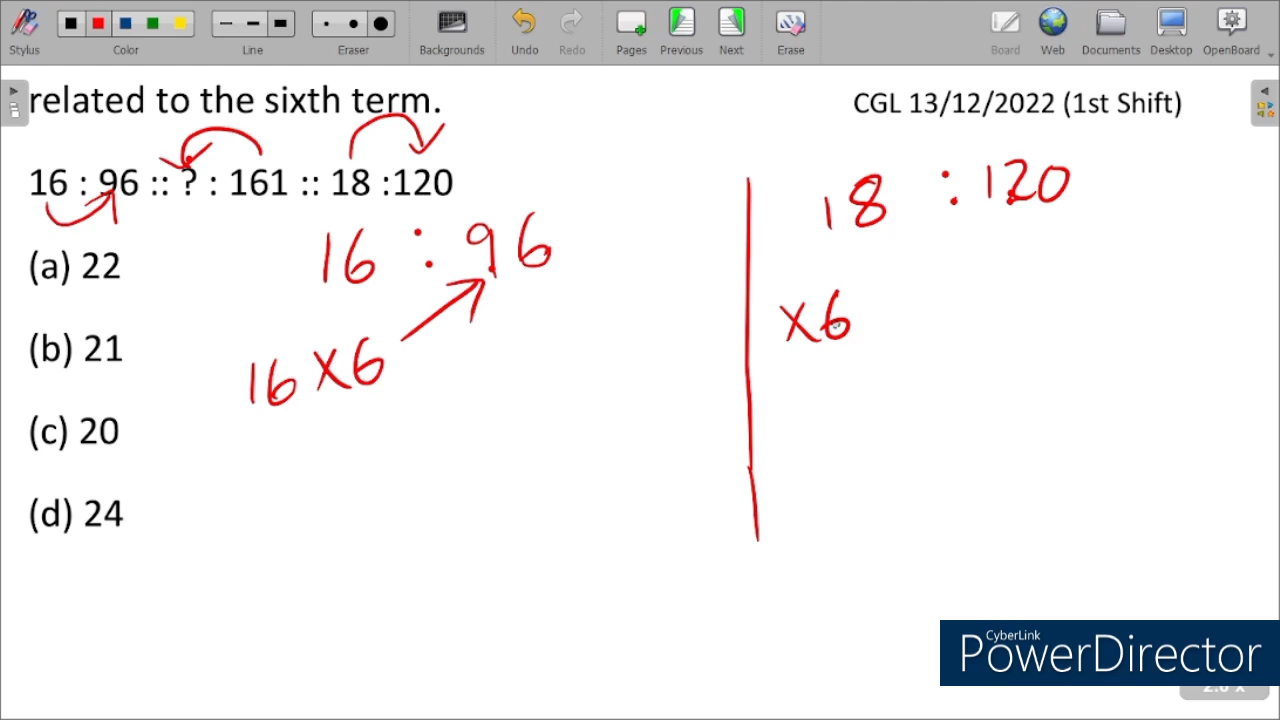 Stylus Color Line Eraser Backgrounds Undo Redo Pages Previous Next Erase Board Web Documents Desktop OpenBoard
related to the sixth term. CGL 13/12/2022 (1st Shift)
16 : 96 :: ? : 161 :: 18 :120
18 : 120
16 : 96
(a) 22
×6
(b) 21
16 ×6
(c) 20
(d) 24
CyberLink
PowerDirector